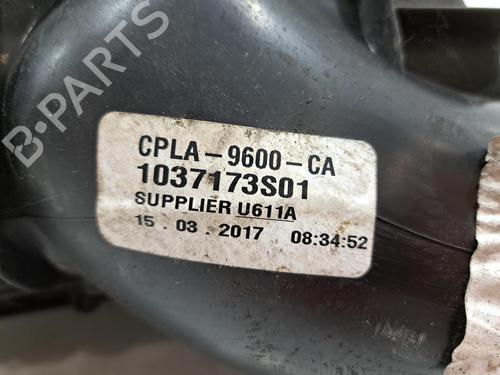 B-PARTS
CPLA-9600-CA
1037173S01
SUPPLIER U611A
15.03.2017 08:34:52